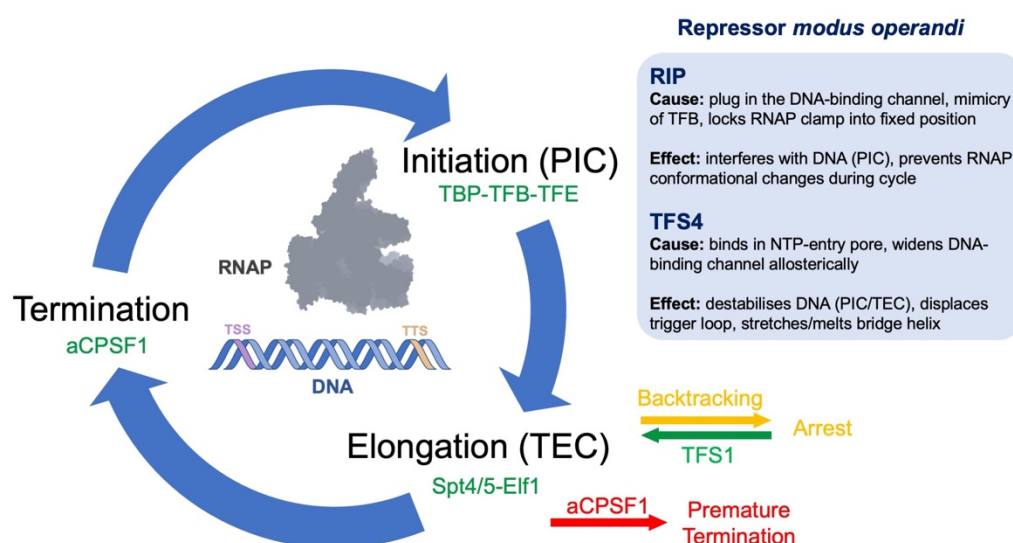 Repressor modus operandi
RIP
Cause: plug in the DNA-binding channel, mimicry
of TFB, locks RNAP clamp into fixed position
Effect: interferes with DNA (PIC), prevents RNAP
conformational changes during cycle
TFS4
Cause: binds in NTP-entry pore, widens DNA-
binding channel allosterically
Effect: destabilises DNA (PIC/TEC), displaces
trigger loop, stretches/melts bridge helix
Initiation (PIC)
TBP-TFB-TFE
RNAP
Termination
aCPSF1
TSS
TTS
DNA
Elongation (TEC)
Spt4/5-Elf1
Backtracking
Arrest
TFS1
aCPSF1
Premature
Termination